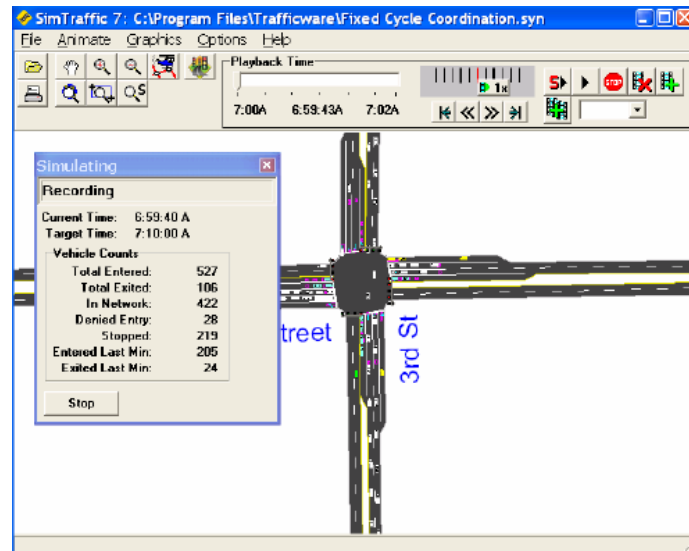 SimTraffic 7: C:\Program Files\Trafficware\Fixed Cycle Coordination.syn
File Animate Graphics Options Help
Playback Time
7:00A 6:59:43A 7:02A
1x
S
STOP
Simulating
Recording
Current Time: 6:59:40 A
Target Time: 7:10:00 A
Vehicle Counts
Total Entered: 527
Total Exited: 106
In Network: 422
Denied Entry: 28
Stopped: 219
Entered Last Min: 205
Exited Last Min: 24
Stop
treet
3rd St